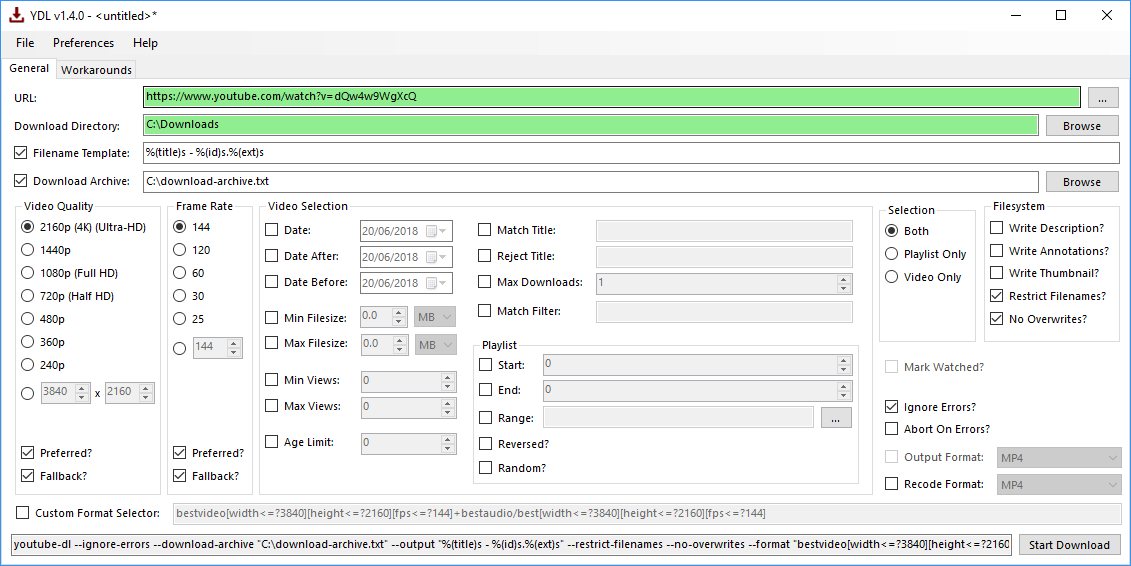 YDL v1.4.0 - <untitled>*
File Preferences Help
General Workarounds
URL: https://www.youtube.com/watch?v=dQw4w9WgXcQ ...
Download Directory: C:\Downloads Browse
Filename Template: %(title)s - %(id)s.%(ext)s
Download Archive: C:\download-archive.txt Browse
Video Quality
2160p (4K) (Ultra-HD)
1440p
1080p (Full HD)
720p (Half HD)
480p
360p
240p
3840 x 2160
Preferred?
Fallback?
Frame Rate
144
120
60
30
25
144
Preferred?
Fallback?
Video Selection
Date: 20/06/2018
Date After: 20/06/2018
Date Before: 20/06/2018
Min Filesize: 0.0 MB
Max Filesize: 0.0 MB
Min Views: 0
Max Views: 0
Age Limit: 0
Match Title:
Reject Title:
Max Downloads: 1
Match Filter:
Playlist
Start: 0
End: 0
Range: ...
Reversed?
Random?
Selection
Both
Playlist Only
Video Only
Filesystem
Write Description?
Write Annotations?
Write Thumbnail?
Restrict Filenames?
No Overwrites?
Mark Watched?
Ignore Errors?
Abort On Errors?
Output Format: MP4
Recode Format: MP4
Custom Format Selector: bestvideo[width<=?3840][height<=?2160][fps<=?144]+bestaudio/best[width<=?3840][height<=?2160][fps<=?144]
youtube-dl --ignore-errors --download-archive "C:\download-archive.txt" --output "%(title)s - %(id)s.%(ext)s" --restrict-filenames --no-overwrites --format "bestvideo[width<=?3840][height<=?2160 Start Download